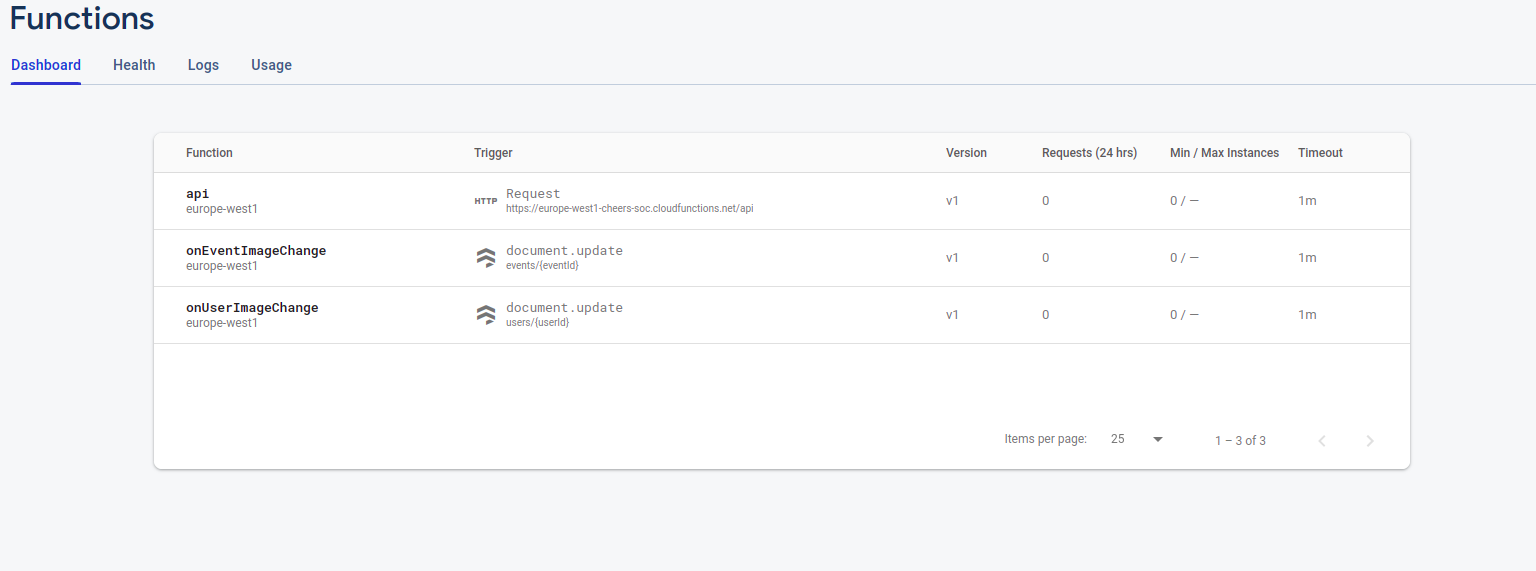 Functions
Dashboard Health Logs Usage
Function Trigger Version Requests (24 hrs) Min / Max Instances Timeout
api HTTP Request v1 0 0 / — 1m
europe-west1 https://europe-west1-cheers-soc.cloudfunctions.net/api
onEventImageChange document.update v1 0 0 / — 1m
europe-west1 events/{eventId}
onUserImageChange document.update v1 0 0 / — 1m
europe-west1 users/{userId}
Items per page: 25 1 – 3 of 3